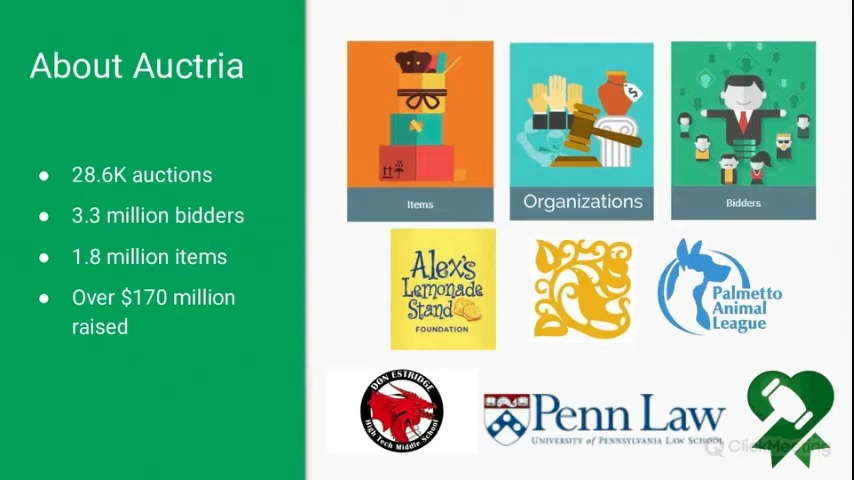 About Auctria
● 28.6K auctions
● 3.3 million bidders
● 1.8 million items
● Over $170 million
raised
Items
Organizations
Bidders
$
Alex's
Lemonade
Stand
FOUNDATION
Palmetto
Animal
League
DON ESTRIDGE
High Tech Middle School
Penn Law
UNIVERSITY of PENNSYLVANIA LAW SCHOOL
ClickMeeting